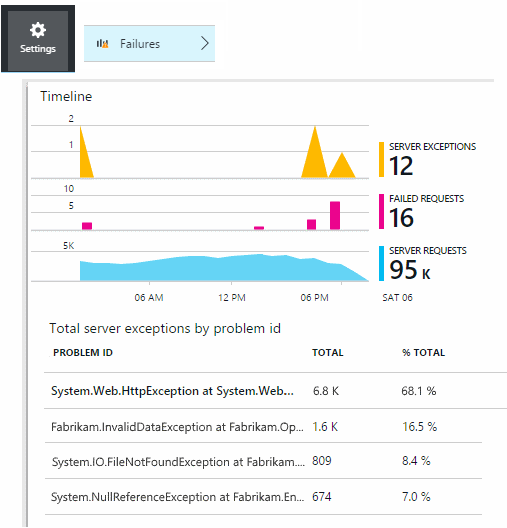 Settings
Failures
Timeline
2
1
SERVER EXCEPTIONS
12
10
5
FAILED REQUESTS
16
5K
SERVER REQUESTS
95 K
06 AM 12 PM 06 PM SAT 06
Total server exceptions by problem id
PROBLEM ID TOTAL % TOTAL
System.Web.HttpException at System.Web... 6.8 K 68.1 %
Fabrikam.InvalidDataException at Fabrikam.Op... 1.6 K 16.5 %
System.IO.FileNotFoundException at Fabrikam.... 809 8.4 %
System.NullReferenceException at Fabrikam.En... 674 7.0 %